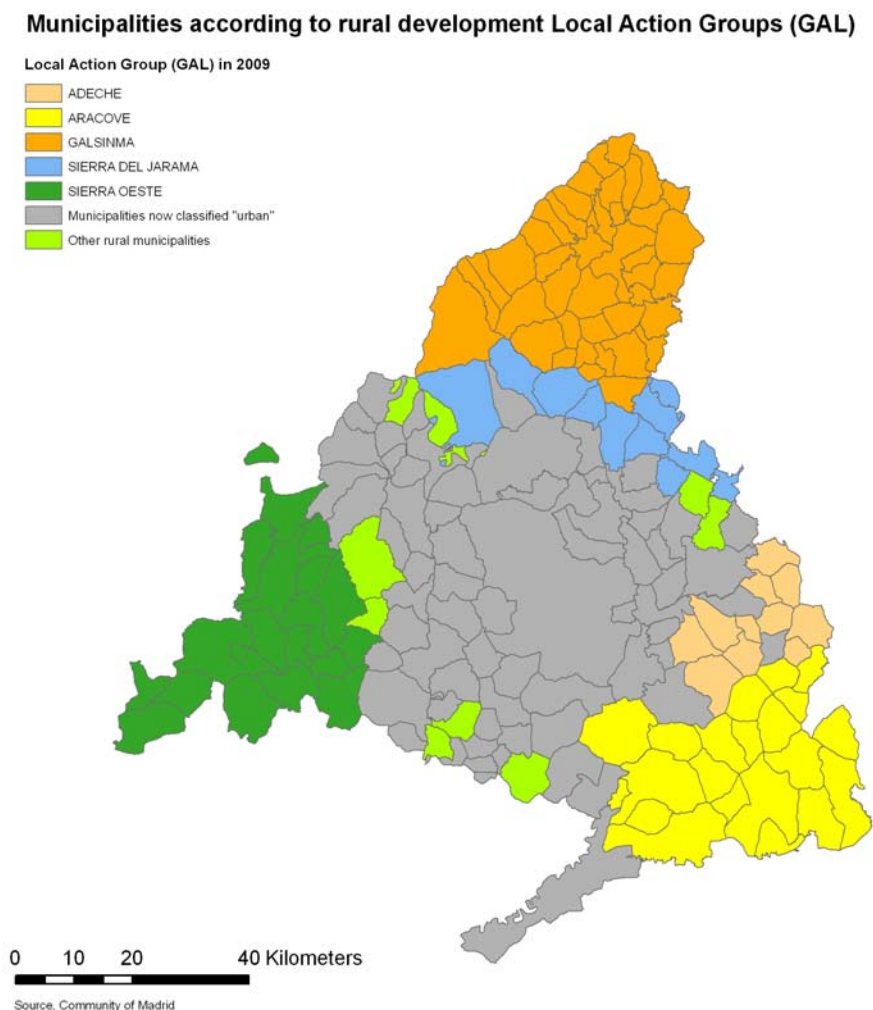 Municipalities according to rural development Local Action Groups (GAL)
Local Action Group (GAL) in 2009
ADECHE
ARACOVE
GALSINMA
SIERRA DEL JARAMA
SIERRA OESTE
Municipalities now classified "urban"
Other rural municipalities
0 10 20 40 Kilometers
Source, Community of Madrid